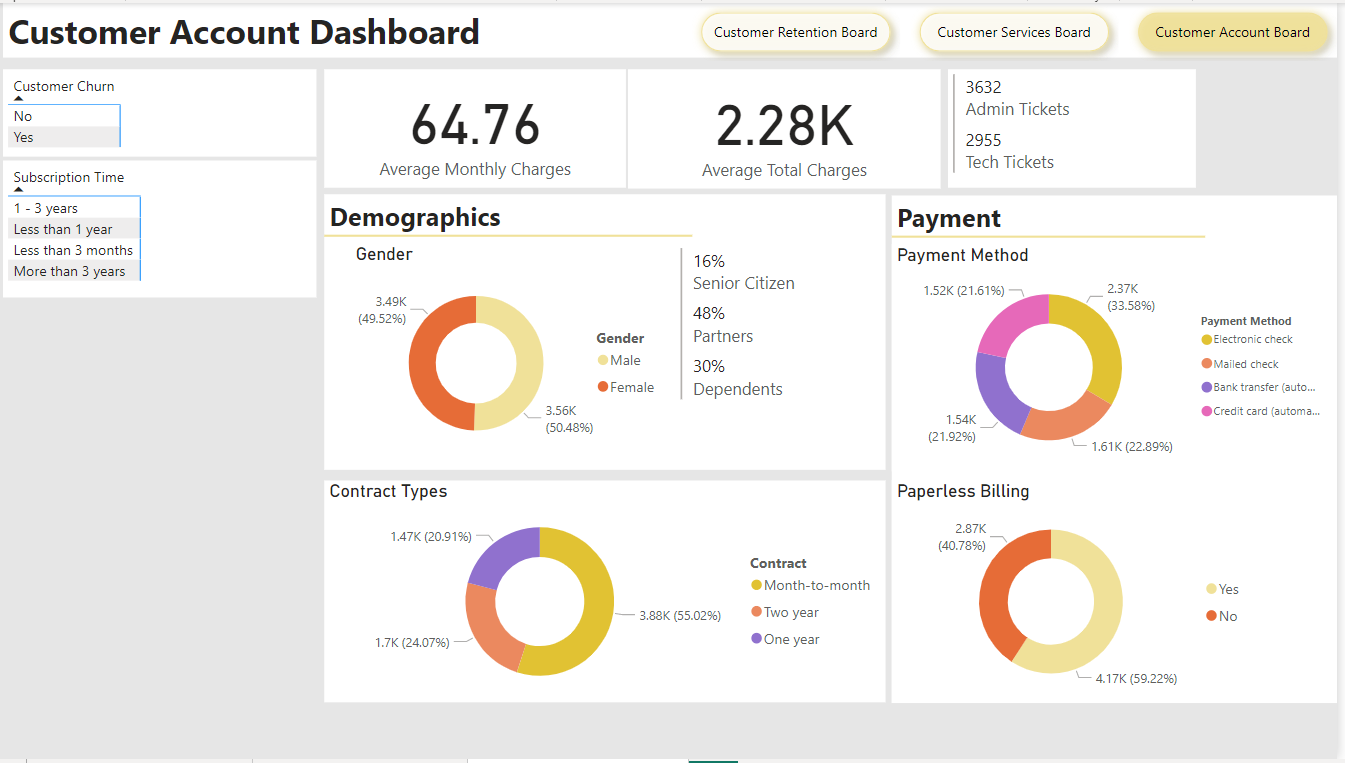 Customer Account Dashboard
Customer Retention Board
Customer Services Board
Customer Account Board
Customer Churn
No
Yes
Subscription Time
1 - 3 years
Less than 1 year
Less than 3 months
More than 3 years
64.76
Average Monthly Charges
2.28K
Average Total Charges
3632
Admin Tickets
2955
Tech Tickets
Demographics
Gender
3.49K
(49.52%)
3.56K
(50.48%)
Gender
Male
Female
16%
Senior Citizen
48%
Partners
30%
Dependents
Payment
Payment Method
1.52K (21.61%)
2.37K
(33.58%)
1.54K
(21.92%)
1.61K (22.89%)
Payment Method
Electronic check
Mailed check
Bank transfer (auto...
Credit card (automa...
Contract Types
1.47K (20.91%)
3.88K (55.02%)
1.7K (24.07%)
Contract
Month-to-month
Two year
One year
Paperless Billing
2.87K
(40.78%)
4.17K (59.22%)
Yes
No